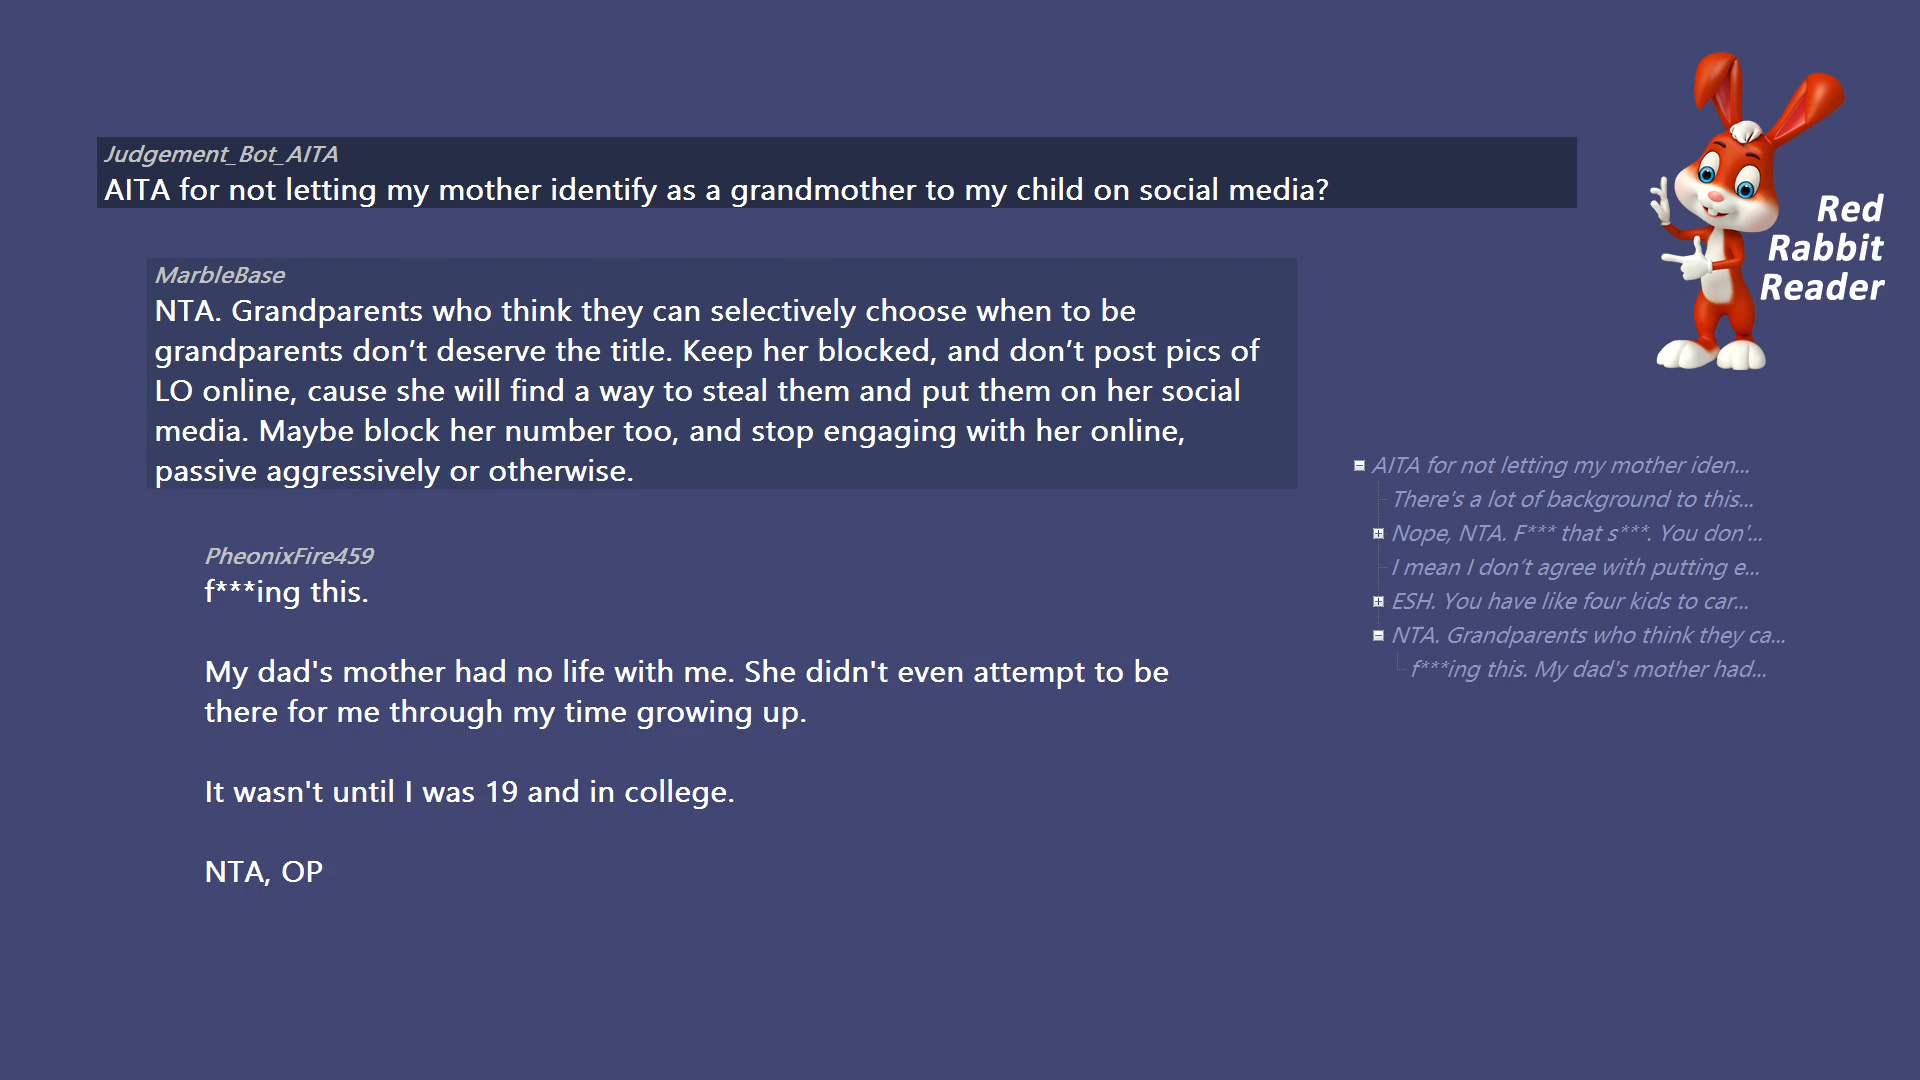 Judgement_Bot_AITA
AITA for not letting my mother identify as a grandmother to my child on social media?
MarbleBase
NTA. Grandparents who think they can selectively choose when to be
grandparents don’t deserve the title. Keep her blocked, and don’t post pics of
LO online, cause she will find a way to steal them and put them on her social
media. Maybe block her number too, and stop engaging with her online,
passive aggressively or otherwise.
PheonixFire459
f***ing this.
My dad's mother had no life with me. She didn't even attempt to be
there for me through my time growing up.
It wasn't until I was 19 and in college.
NTA, OP
Red
Rabbit
Reader
AITA for not letting my mother iden...
There's a lot of background to this...
Nope, NTA. F*** that s***. You don'...
I mean I don’t agree with putting e...
ESH. You have like four kids to car...
NTA. Grandparents who think they ca...
f***ing this. My dad's mother had...